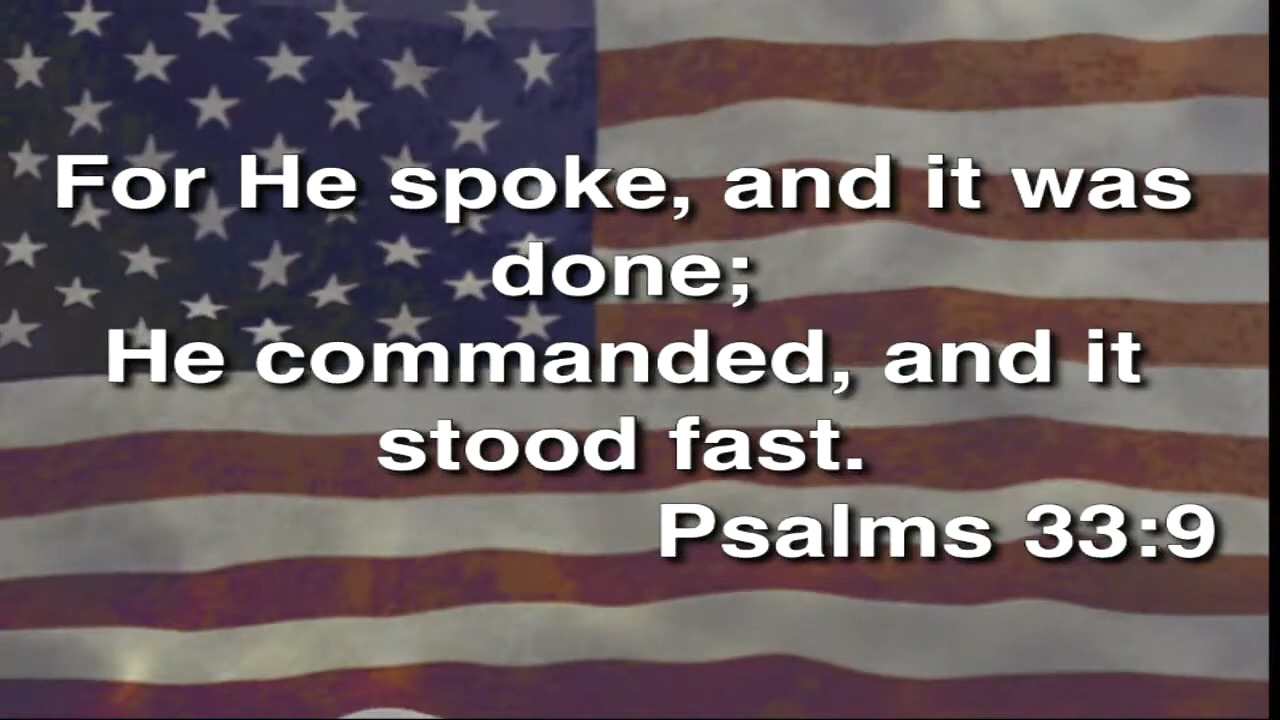 For He spoke, and it was
done;
He commanded, and it
stood fast.
Psalms 33:9